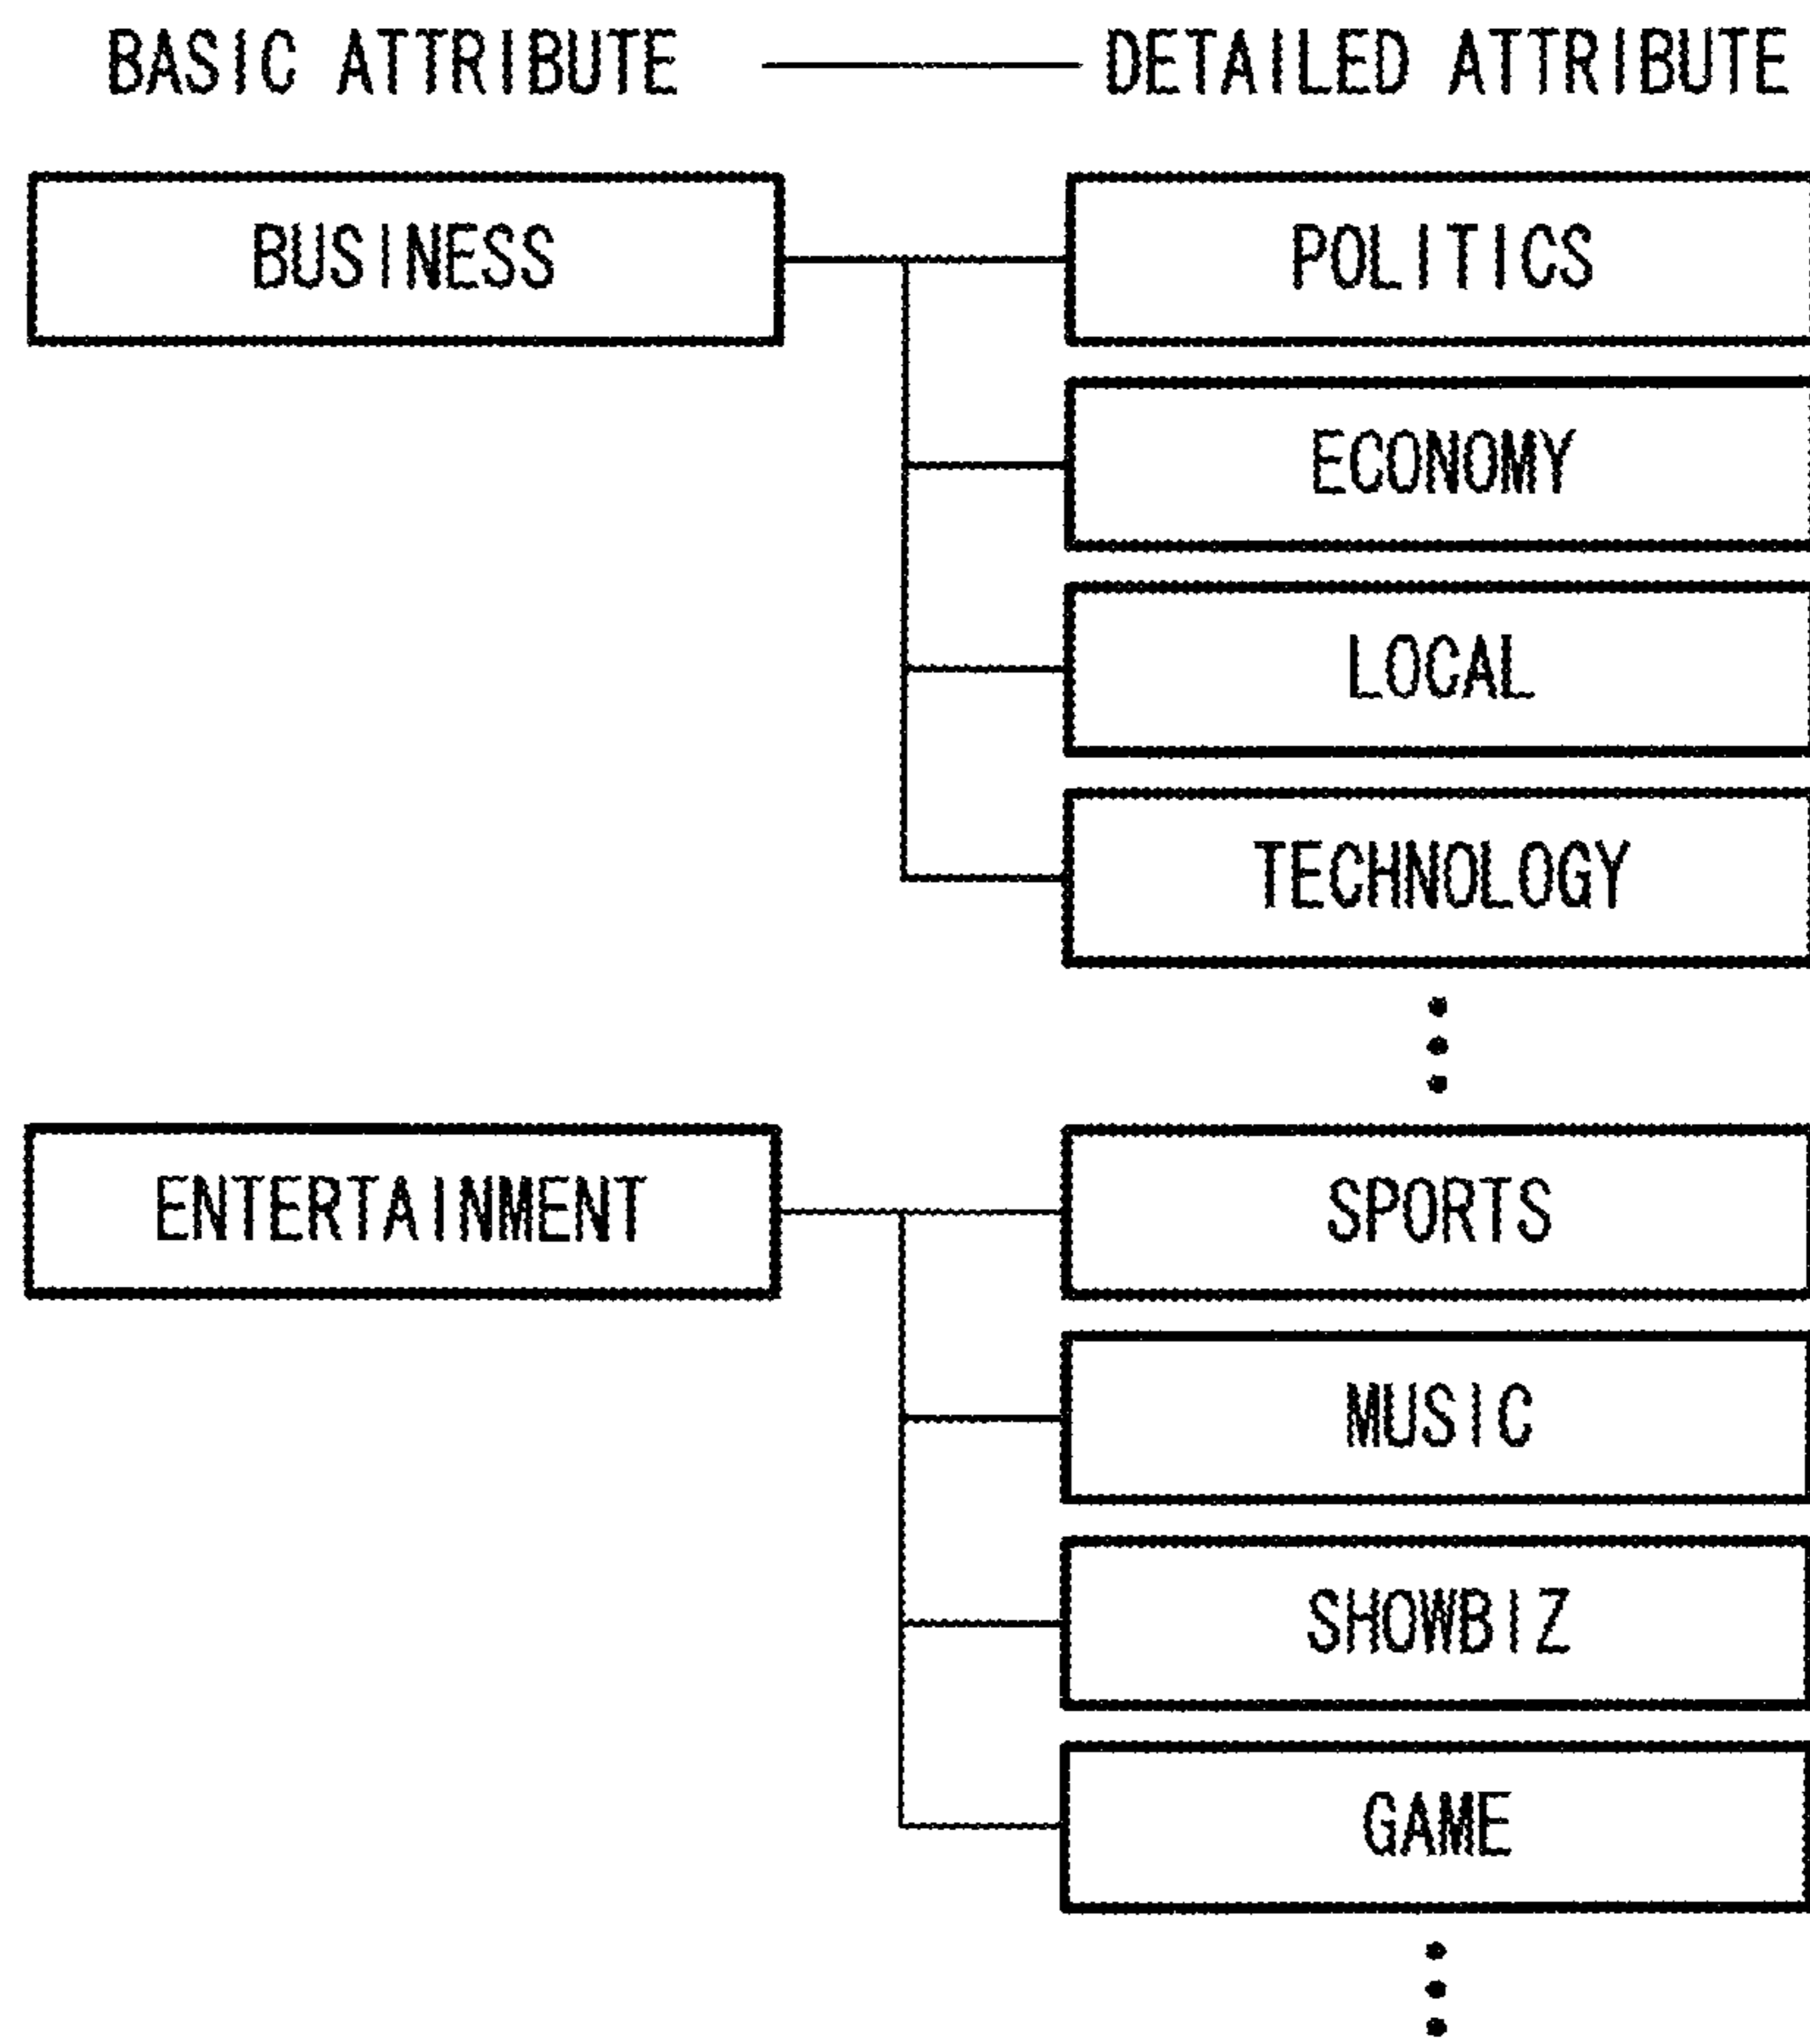 BASIC ATTRIBUTE DETAILED ATTRIBUTE
BUSINESS POLITICS
ECONOMY
LOCAL
TECHNOLOGY
ENTERTAINMENT SPORTS
MUSIC
SHOWBIZ
GAME